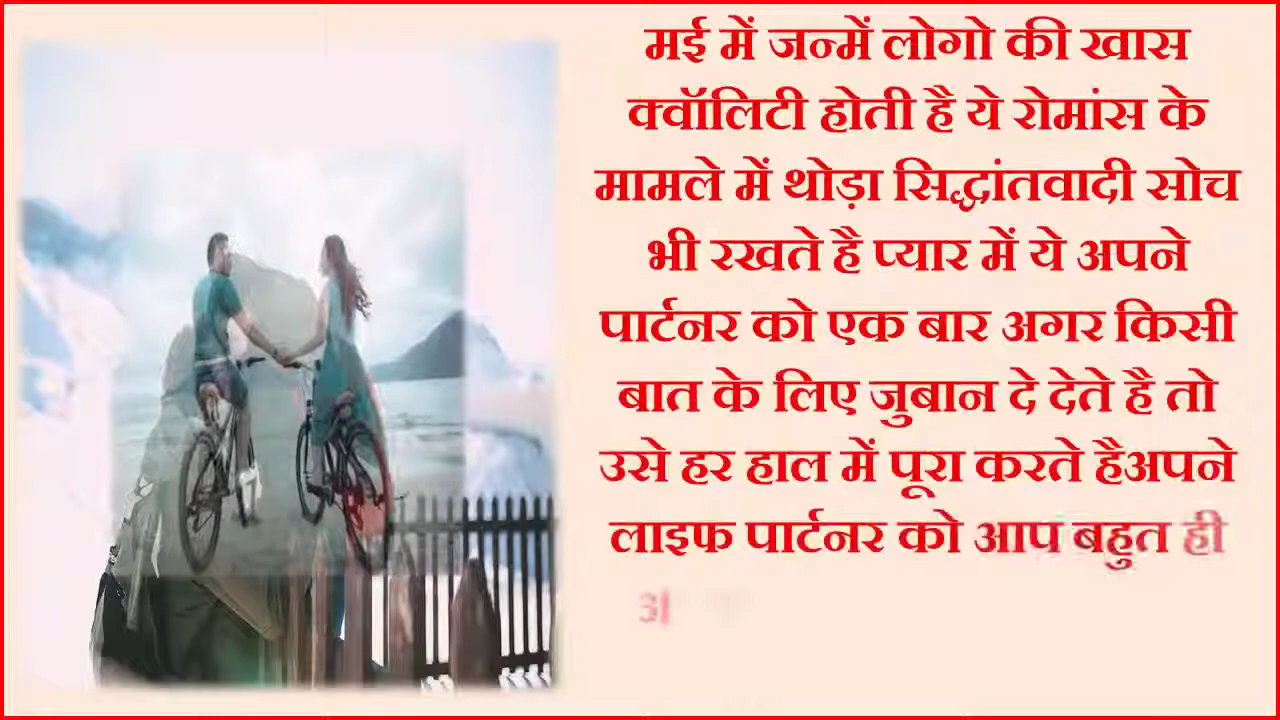 मई में जन्में लोगो की खास
क्वॉलिटी होती है ये रोमांस के
मामले में थोड़ा सिद्धांतवादी सोच
भी रखते है प्यार में ये अपने
पार्टनर को एक बार अगर किसी
बात के लिए जुबान दे देते है तो
उसे हर हाल में पूरा करते हैअपने
लाइफ पार्टनर को आप बहुत ही